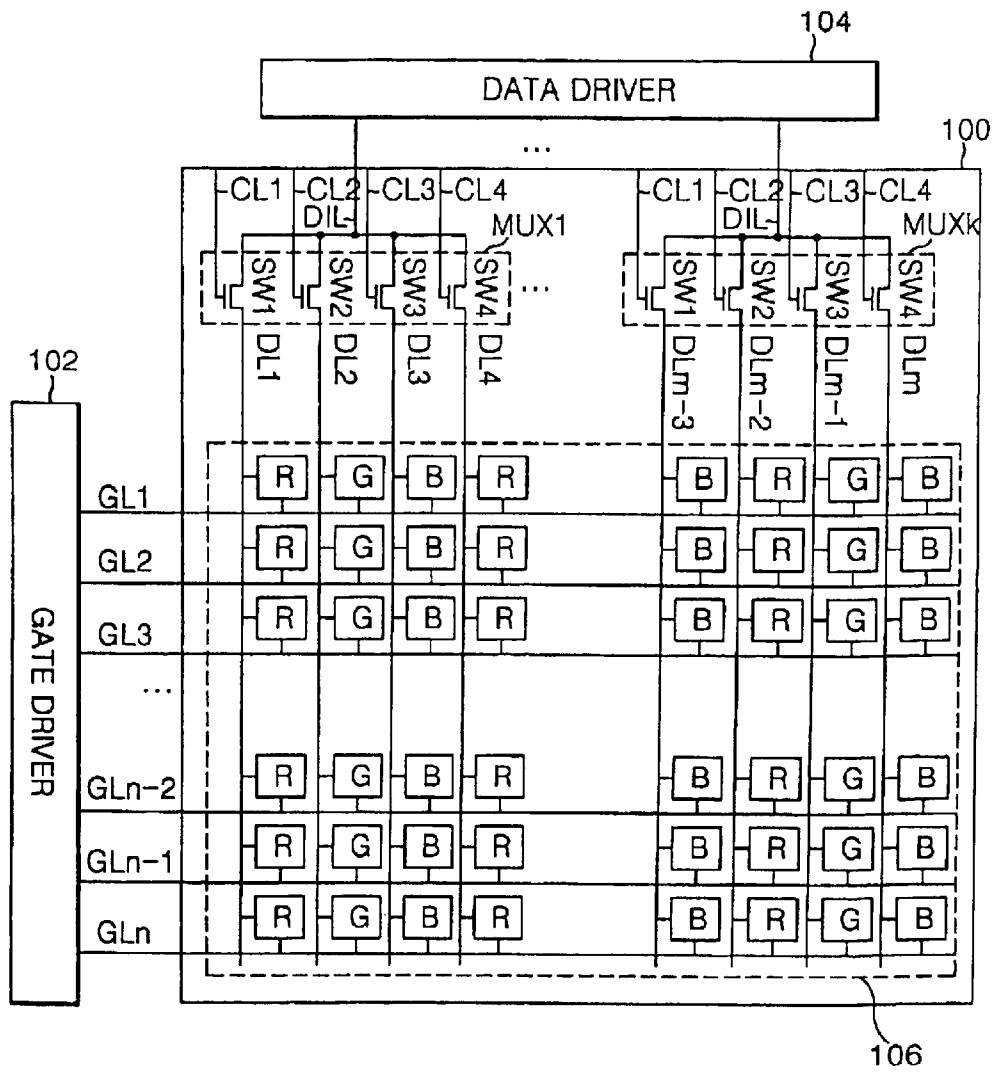 104
DATA DRIVER
...
100
CL1 CL2 CL3 CL4 CL1 CL2 CL3 CL4
DIL DIL
MUX1 MUXk
SW1 SW2 SW3 SW4 ... SW1 SW2 SW3 SW4
DL1 DL2 DL3 DL4 DLm-3 DLm-2 DLm-1 DLm
102
GATE DRIVER
R G B R B R G B
GL1
R G B R B R G B
GL2
R G B R B R G B
GL3
...
R G B R B R G B
GLn-2
R G B R B R G B
GLn-1
R G B R B R G B
GLn
106